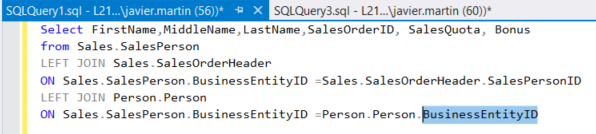 SQLQuery1.sql - L21...\javier.martin (56))* SQLQuery3.sql - L21...\javier.martin (60))*
Select FirstName,MiddleName,LastName,SalesOrderID, SalesQuota, Bonus
from Sales.SalesPerson
LEFT JOIN Sales.SalesOrderHeader
ON Sales.SalesPerson.BusinessEntityID =Sales.SalesOrderHeader.SalesPersonID
LEFT JOIN Person.Person
ON Sales.SalesPerson.BusinessEntityID =Person.Person.BusinessEntityID